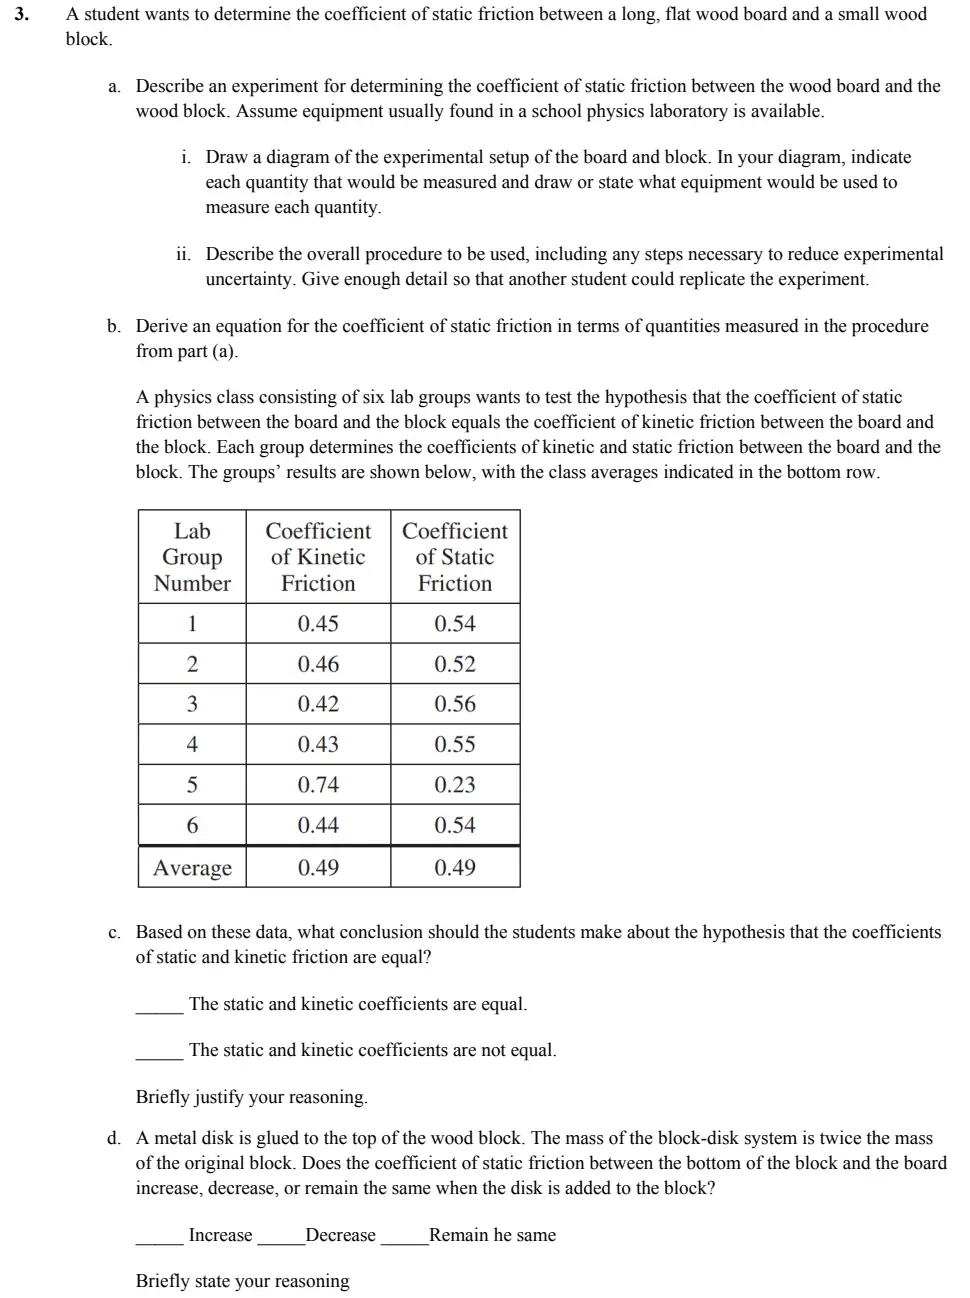 3. A student wants to determine the coefficient of static friction between a long, flat wood board and a small wood
block.
a. Describe an experiment for determining the coefficient of static friction between the wood board and the
wood block. Assume equipment usually found in a school physics laboratory is available.
i. Draw a diagram of the experimental setup of the board and block. In your diagram, indicate
each quantity that would be measured and draw or state what equipment would be used to
measure each quantity.
ii. Describe the overall procedure to be used, including any steps necessary to reduce experimental
uncertainty. Give enough detail so that another student could replicate the experiment.
b. Derive an equation for the coefficient of static friction in terms of quantities measured in the procedure
from part (a).
A physics class consisting of six lab groups wants to test the hypothesis that the coefficient of static
friction between the board and the block equals the coefficient of kinetic friction between the board and
the block. Each group determines the coefficients of kinetic and static friction between the board and the
block. The groups’ results are shown below, with the class averages indicated in the bottom row.
Lab Coefficient Coefficient
Group of Kinetic of Static
Number Friction Friction
1 0.45 0.54
2 0.46 0.52
3 0.42 0.56
4 0.43 0.55
5 0.74 0.23
6 0.44 0.54
Average 0.49 0.49
c. Based on these data, what conclusion should the students make about the hypothesis that the coefficients
of static and kinetic friction are equal?
_____ The static and kinetic coefficients are equal.
_____ The static and kinetic coefficients are not equal.
Briefly justify your reasoning.
d. A metal disk is glued to the top of the wood block. The mass of the block-disk system is twice the mass
of the original block. Does the coefficient of static friction between the bottom of the block and the board
increase, decrease, or remain the same when the disk is added to the block?
_____ Increase _____Decrease _____Remain he same
Briefly state your reasoning